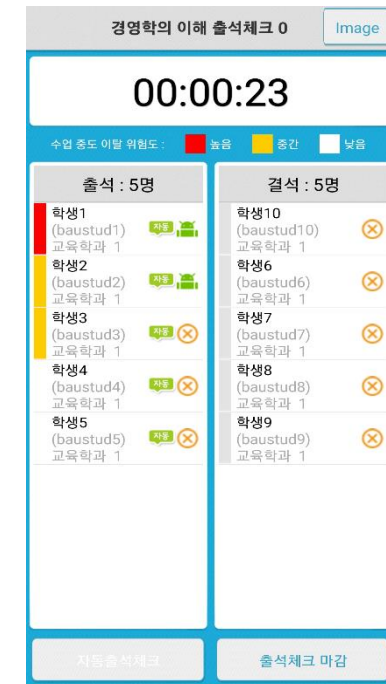 경영학의 이해 출석체크 0
Image
00:00:23
수업 중도 이탈 위험도 : 높음 중간 낮음
출석 : 5명
학생1
(baustud1)
자동
교육학과 1
학생2
(baustud2)
자동
교육학과 1
학생3
(baustud3)
자동
교육학과 1
학생4
(baustud4)
자동
교육학과 1
학생5
(baustud5)
자동
교육학과 1
결석 : 5명
학생10
(baustud10)
교육학과 1
학생6
(baustud6)
교육학과 1
학생7
(baustud7)
교육학과 1
학생8
(baustud8)
교육학과 1
학생9
(baustud9)
교육학과 1
자동출석체크
출석체크 마감